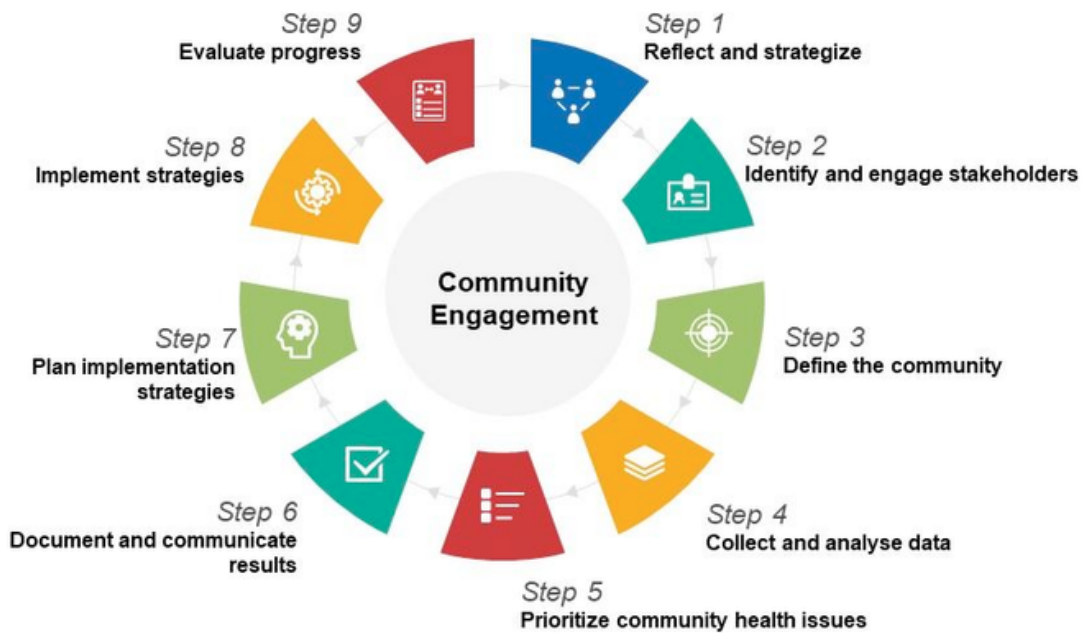 Step 1
Reflect and strategize
Step 2
Identify and engage stakeholders
Step 3
Define the community
Step 4
Collect and analyse data
Step 5
Prioritize community health issues
Step 6
Document and communicate
results
Step 7
Plan implementation
strategies
Step 8
Implement strategies
Step 9
Evaluate progress
Community
Engagement